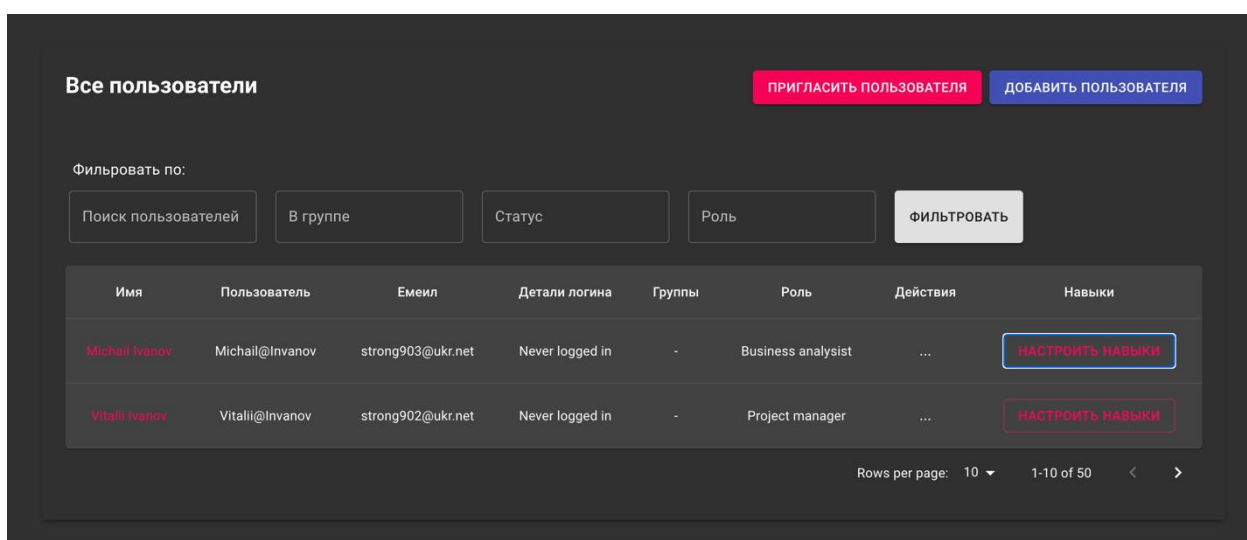 Все пользователи
ПРИГЛАСИТЬ ПОЛЬЗОВАТЕЛЯ ДОБАВИТЬ ПОЛЬЗОВАТЕЛЯ
Фильровать по:
Поиск пользователей В группе Статус Роль ФИЛЬТРОВАТЬ
Имя Пользователь Емеил Детали логина Группы Роль Действия Навыки
Michail Ivanov Michail@Invanov strong903@ukr.net Never logged in - Business analysist ... НАСТРОИТЬ НАВЫКИ
Vitalii Ivanov Vitalii@Invanov strong902@ukr.net Never logged in - Project manager ... НАСТРОИТЬ НАВЫКИ
Rows per page: 10 1-10 of 50